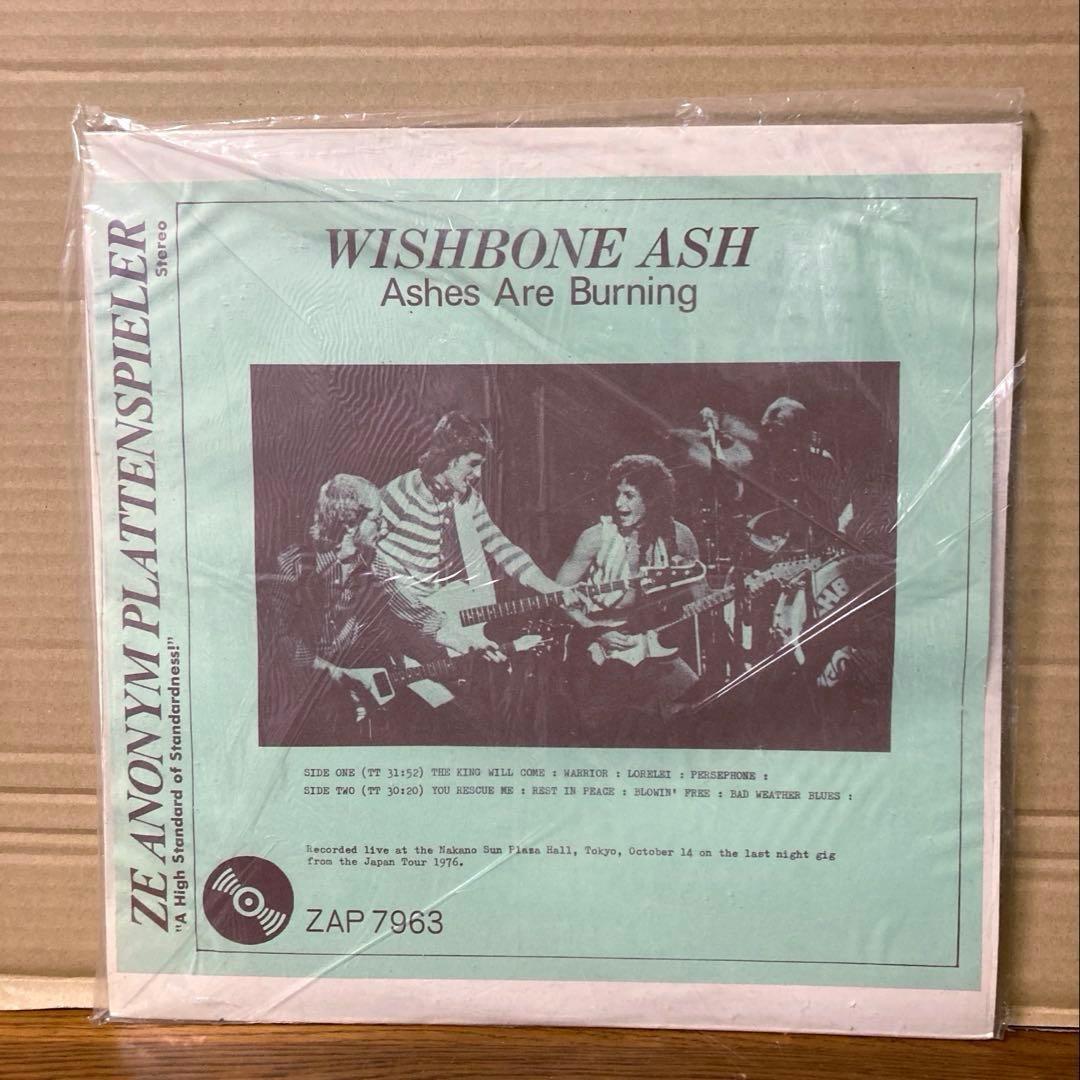 ZE ANONYM PLATTENSPIELER
"A High Standard of Standardness!"
Stereo
WISHBONE ASH
Ashes Are Burning
SIDE ONE (TT 31:52) THE KING WILL COME : WARRIOR : LORELEI : PERSEPHONE :
SIDE TWO (TT 30:20) YOU RESCUE ME : REST IN PEACE : BLOWIN' FREE : BAD WEATHER BLUES :
Recorded live at the Nakano Sun Plaza Hall, Tokyo, October 14 on the last night gig
from the Japan Tour 1976.
ZAP 7963